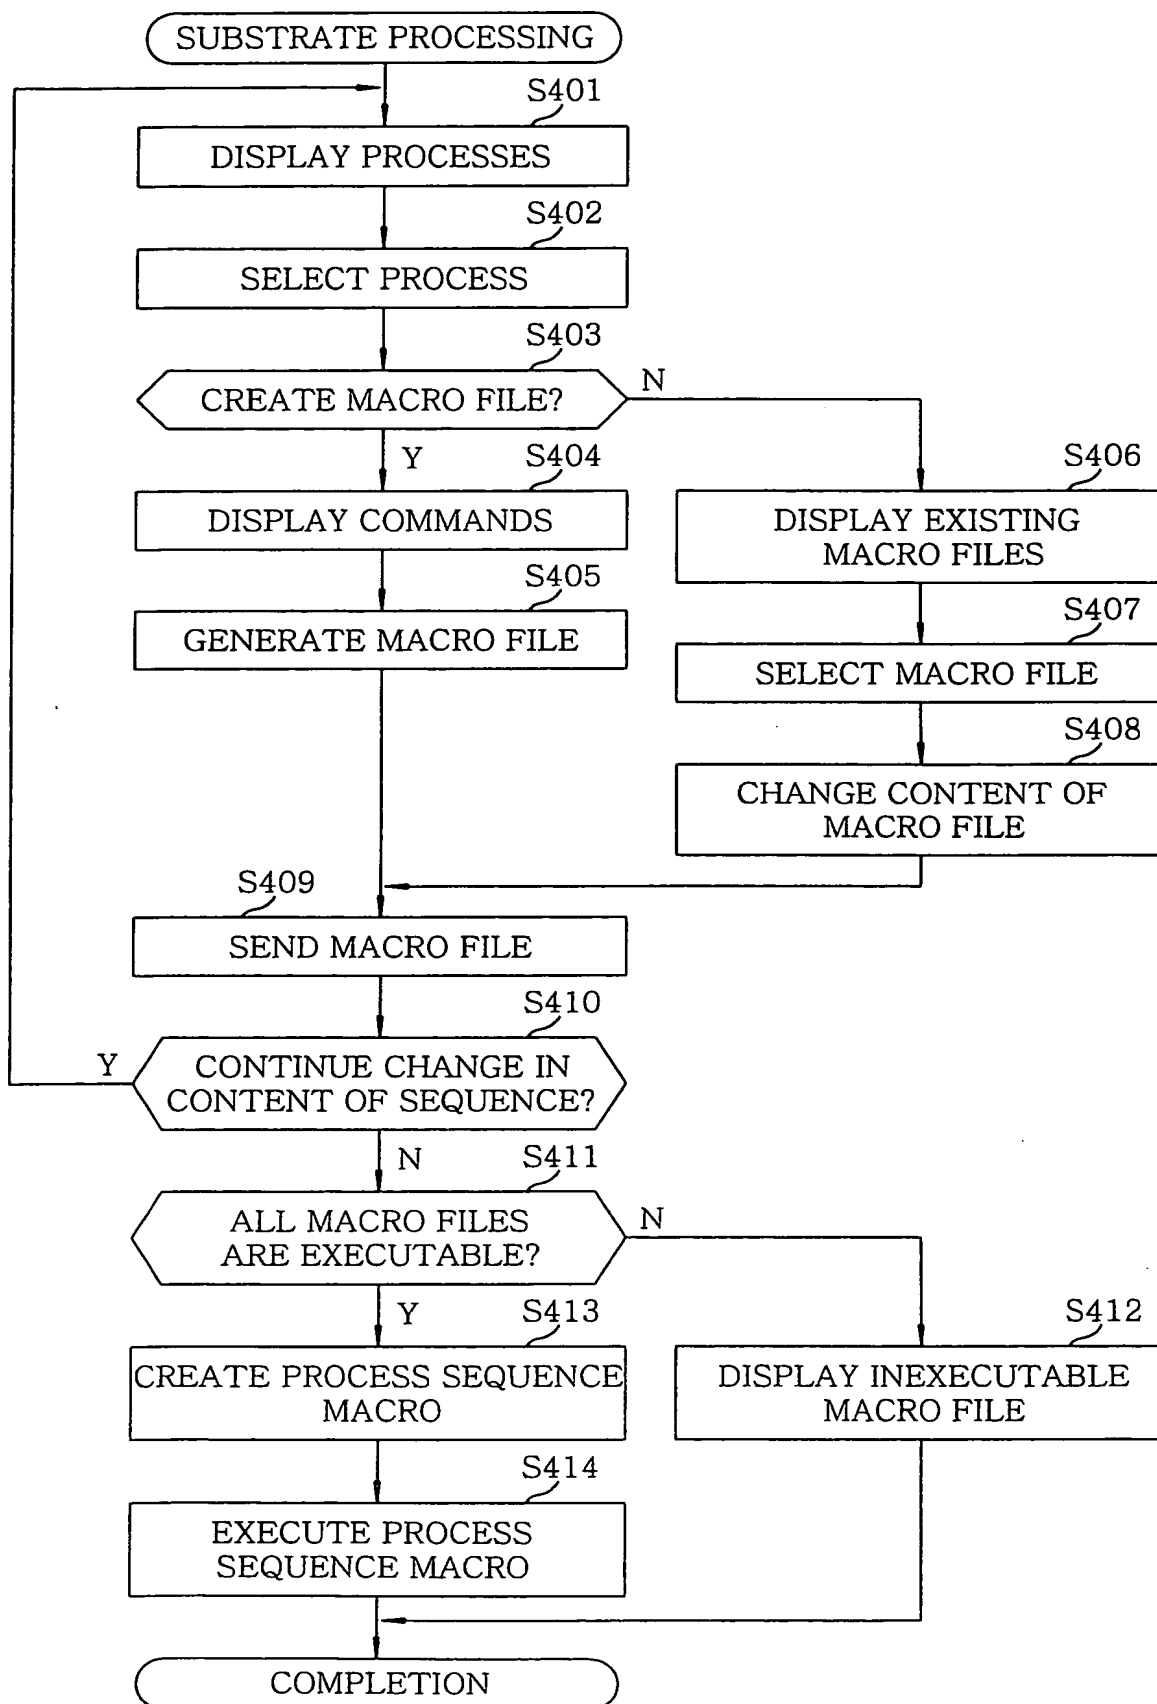 SUBSTRATE PROCESSING
S401
DISPLAY PROCESSES
S402
SELECT PROCESS
S403
CREATE MACRO FILE?
N
Y
S404
DISPLAY COMMANDS
S405
GENERATE MACRO FILE
S406
DISPLAY EXISTING
MACRO FILES
S407
SELECT MACRO FILE
S408
CHANGE CONTENT OF
MACRO FILE
S409
SEND MACRO FILE
S410
Y
CONTINUE CHANGE IN
CONTENT OF SEQUENCE?
N
S411
ALL MACRO FILES
ARE EXECUTABLE?
N
Y
S413
CREATE PROCESS SEQUENCE
MACRO
S412
DISPLAY INEXECUTABLE
MACRO FILE
S414
EXECUTE PROCESS
SEQUENCE MACRO
COMPLETION